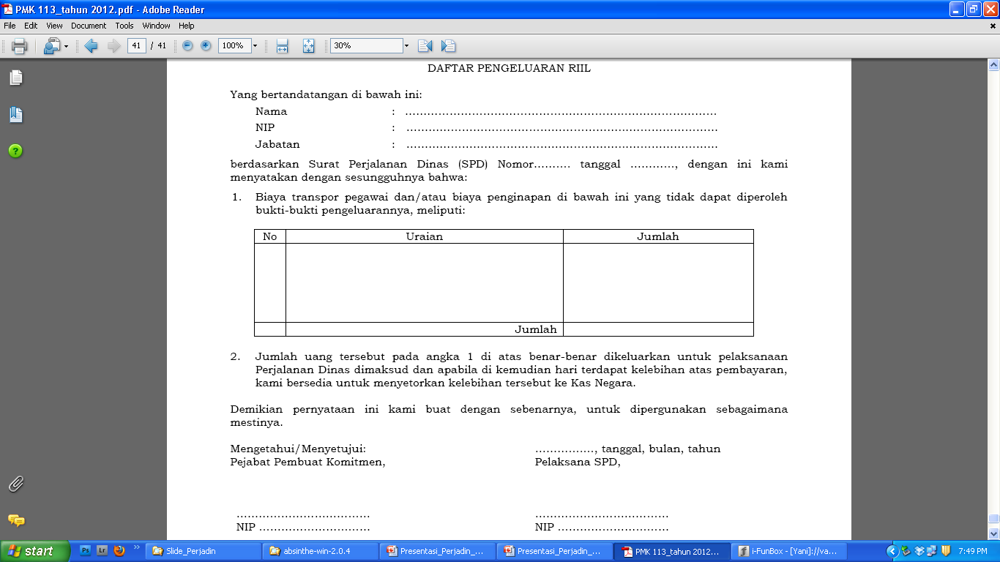 PMK 113_tahun 2012.pdf - Adobe Reader
File Edit View Document Tools Window Help
41 / 41 100% 30%
DAFTAR PENGELUARAN RIIL
Yang bertandatangan di bawah ini:
Nama : ....................................................................................
NIP : ....................................................................................
Jabatan : ....................................................................................
berdasarkan Surat Perjalanan Dinas (SPD) Nomor.......... tanggal ............, dengan ini kami
menyatakan dengan sesungguhnya bahwa:
1. Biaya transpor pegawai dan/atau biaya penginapan di bawah ini yang tidak dapat diperoleh
bukti-bukti pengeluarannya, meliputi:
No Uraian Jumlah
Jumlah
2. Jumlah uang tersebut pada angka 1 di atas benar-benar dikeluarkan untuk pelaksanaan
Perjalanan Dinas dimaksud dan apabila di kemudian hari terdapat kelebihan atas pembayaran,
kami bersedia untuk menyetorkan kelebihan tersebut ke Kas Negara.
Demikian pernyataan ini kami buat dengan sebenarnya, untuk dipergunakan sebagaimana
mestinya.
Mengetahui/Menyetujui: ................, tanggal, bulan, tahun
Pejabat Pembuat Komitmen, Pelaksana SPD,
.................................... ....................................
NIP .............................. NIP ..............................
start Ps Lr Slide_Perjadin absinthe-win-2.0.4 Presentasi_Perjadin_... Presentasi_Perjadin_... PMK 113_tahun 2012... i-FunBox - [Yani]://va... 7:49 PM